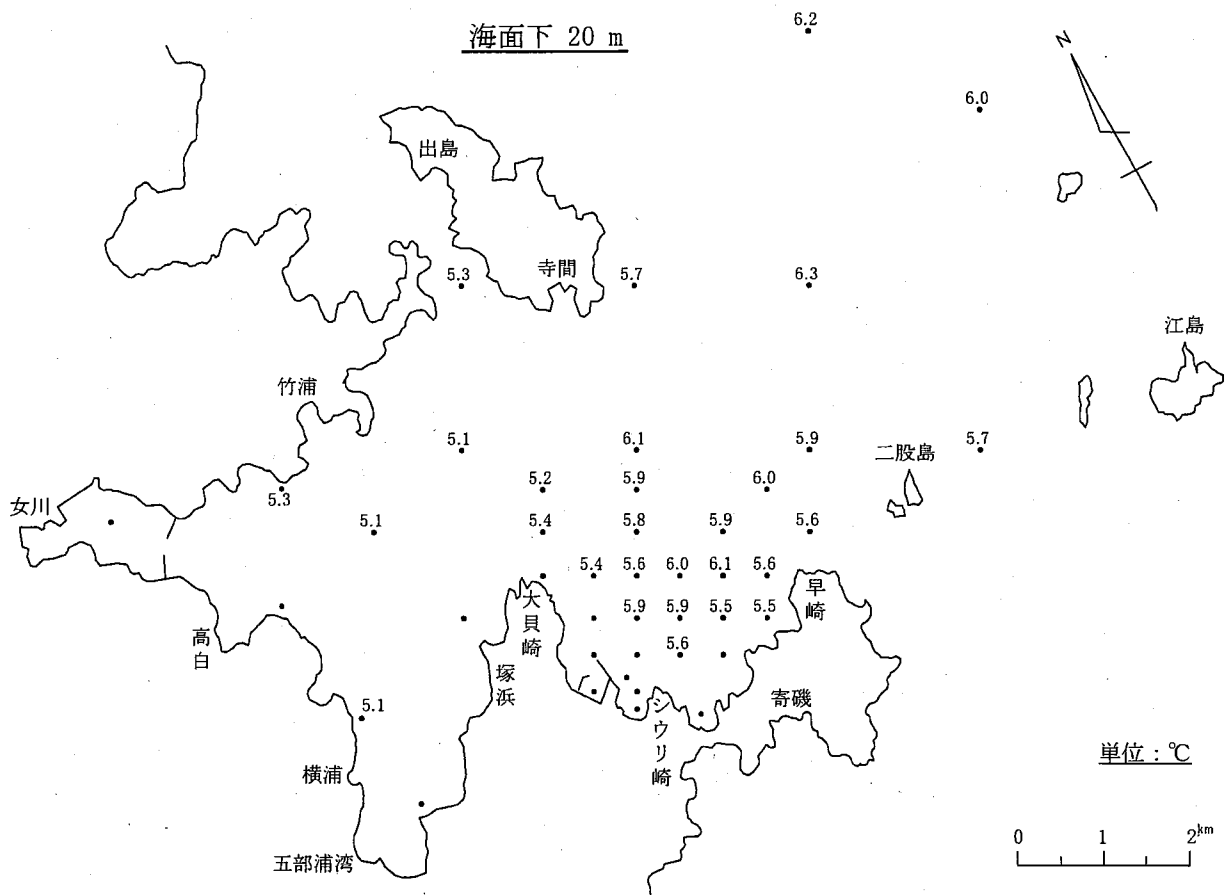 海面下 20 m
6.2
N
6.0
出島
寺間
5.3
5.7
6.3
江島
竹浦
5.1
6.1
5.9
二股島
5.7
女川
5.3
5.2
5.9
6.0
5.1
5.4
5.8
5.9
5.6
5.4
5.6
6.0
6.1
5.6
大貝崎
早崎
5.9
5.9
5.5
5.5
高白
5.6
塚浜
5.1
シウリ崎
寄磯
横浦
単位:℃
五部浦湾
0 1 2km